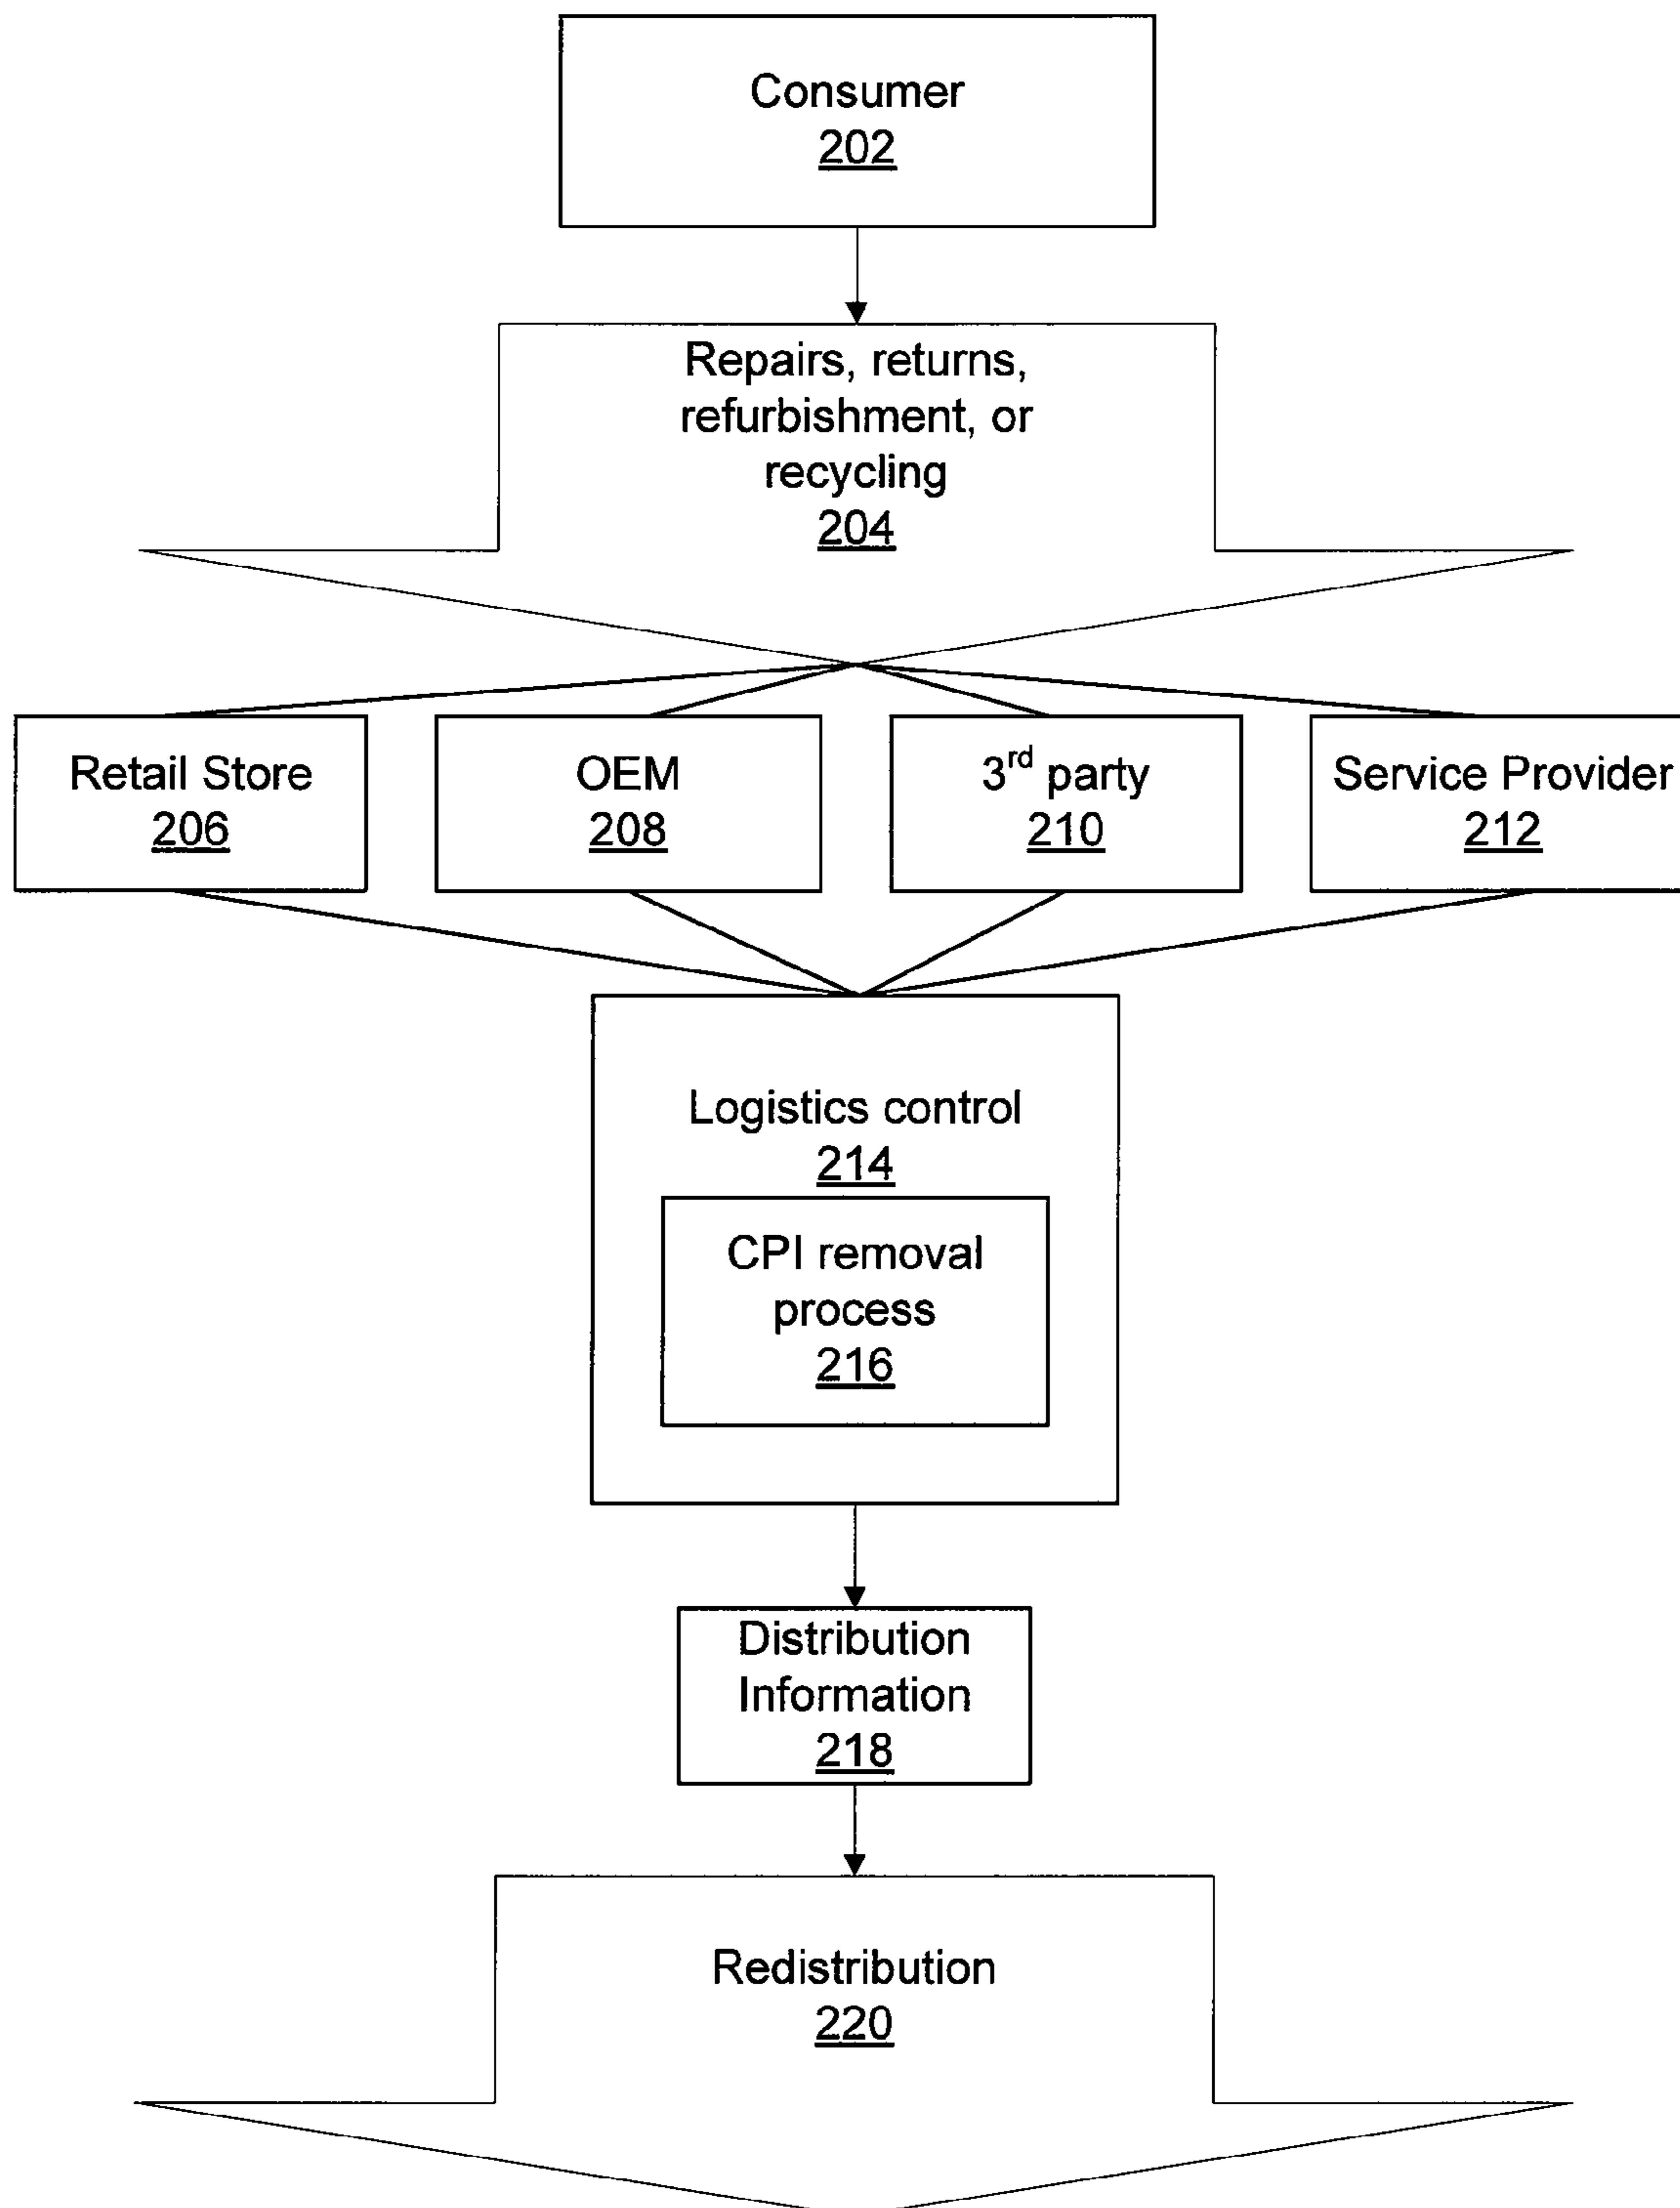 Consumer
202
Repairs, returns,
refurbishment, or
recycling
204
Retail Store
206
OEM
208
3rd party
210
Service Provider
212
Logistics control
214
CPI removal
process
216
Distribution
Information
218
Redistribution
220